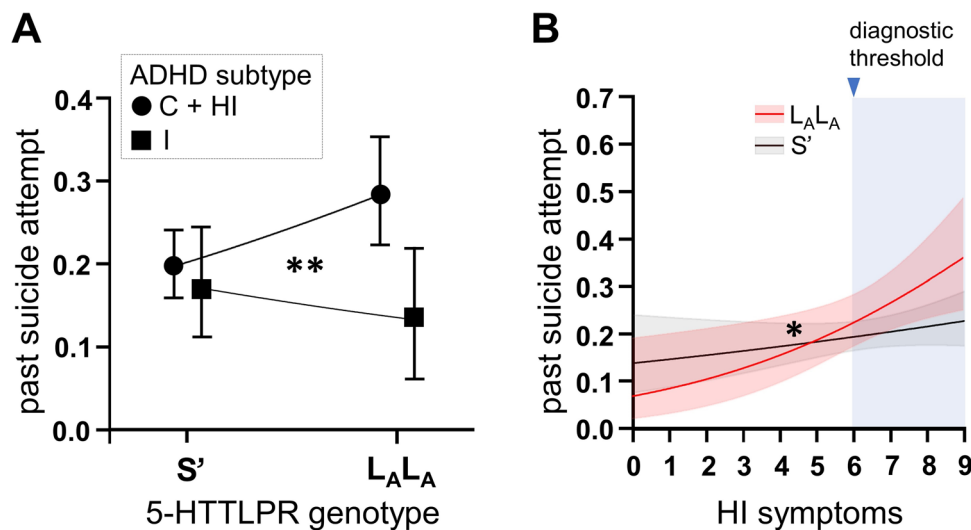 A
ADHD subtype
C + HI
I
0.4
0.3
0.2
0.1
0.0
past suicide attempt
**
S’
LALA
5-HTTLPR genotype
B
diagnostic
threshold
LALA
S’
0.7
0.6
0.5
0.4
0.3
0.2
0.1
0.0
past suicide attempt
*
0 1 2 3 4 5 6 7 8 9
HI symptoms